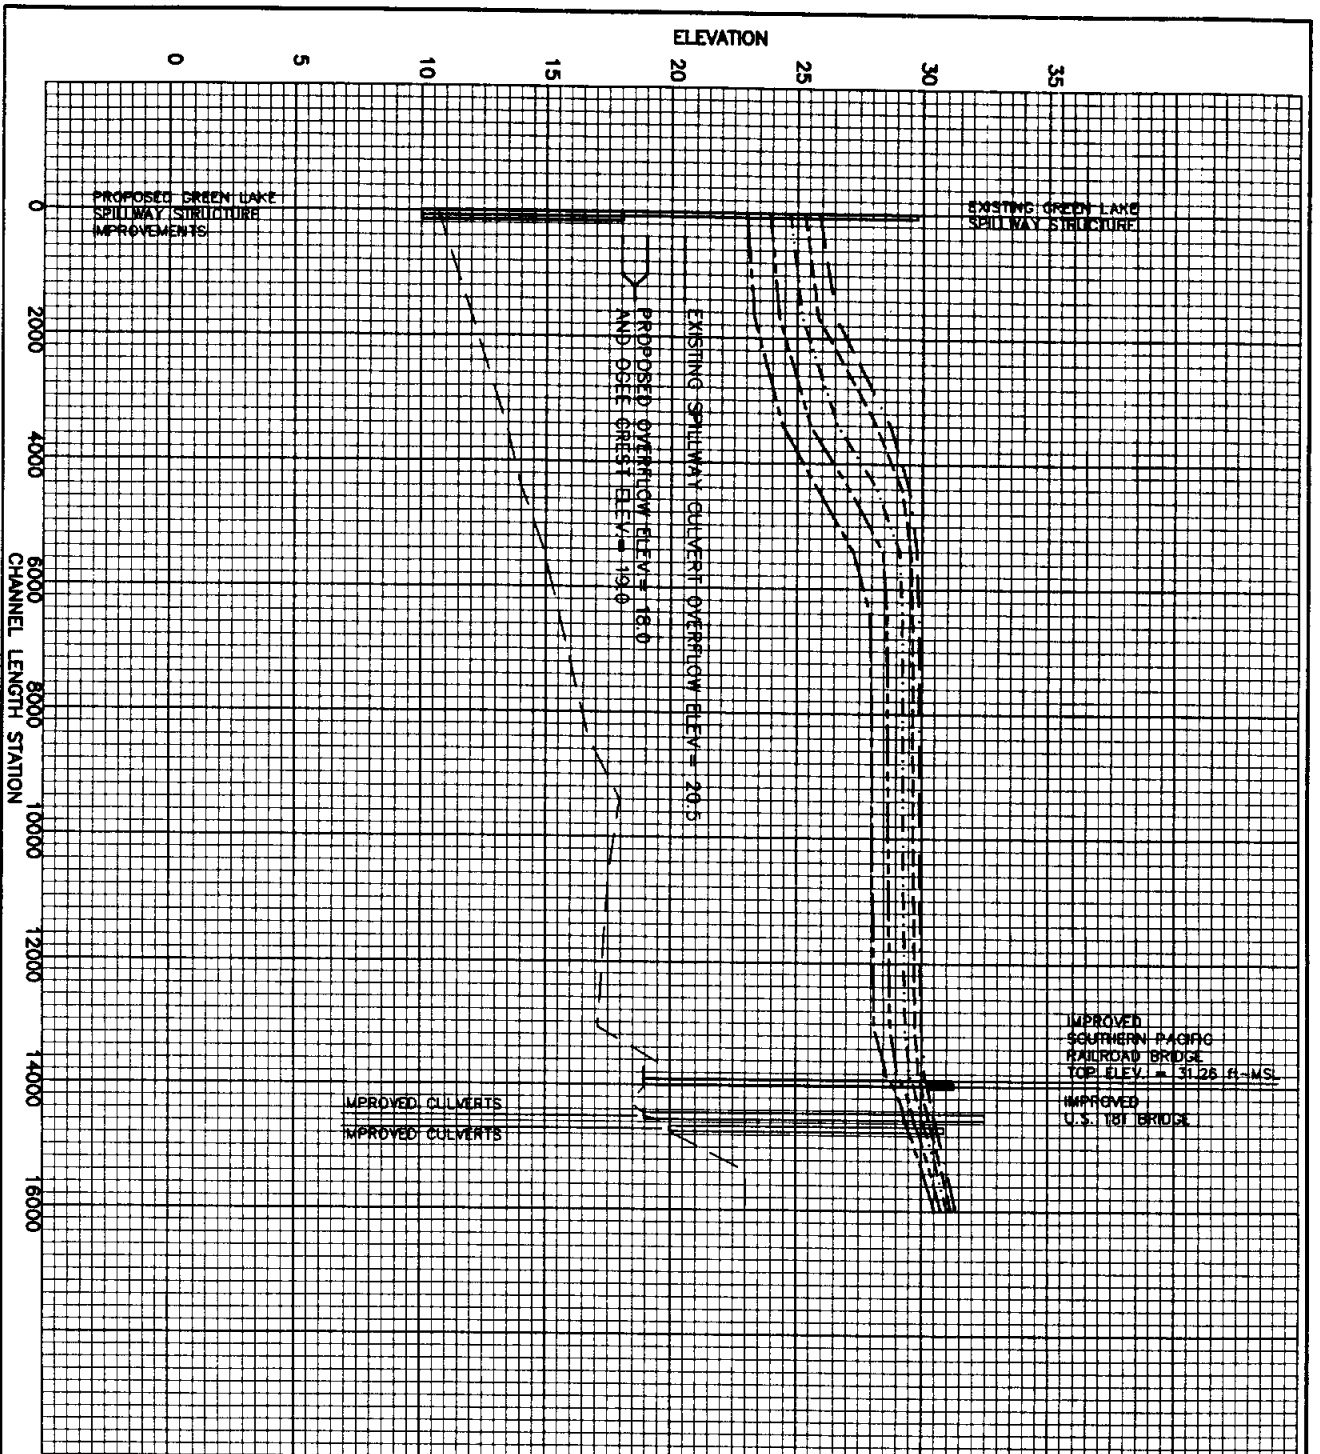 ELEVATION
0
5
10
15
20
25
30
35
PROPOSED GREEN LAKE
SPILLWAY STRUCTURE
IMPROVEMENTS
EXISTING GREEN LAKE
SPILLWAY STRUCTURE
EXISTING SPILLWAY CULVERT OVERFLOW ELEV = 20.5
PROPOSED OVERFLOW ELEV = 18.0
AND OGEE CREST ELEV = 19.0
IMPROVED
SOUTHERN PACIFIC
RAILROAD BRIDGE
TOP ELEV. = 31.26 ft-MSL
IMPROVED
U.S. 181 BRIDGE
IMPROVED CULVERTS
IMPROVED CULVERTS
0
2000
4000
6000
8000
10000
12000
14000
16000
CHANNEL LENGTH STATION